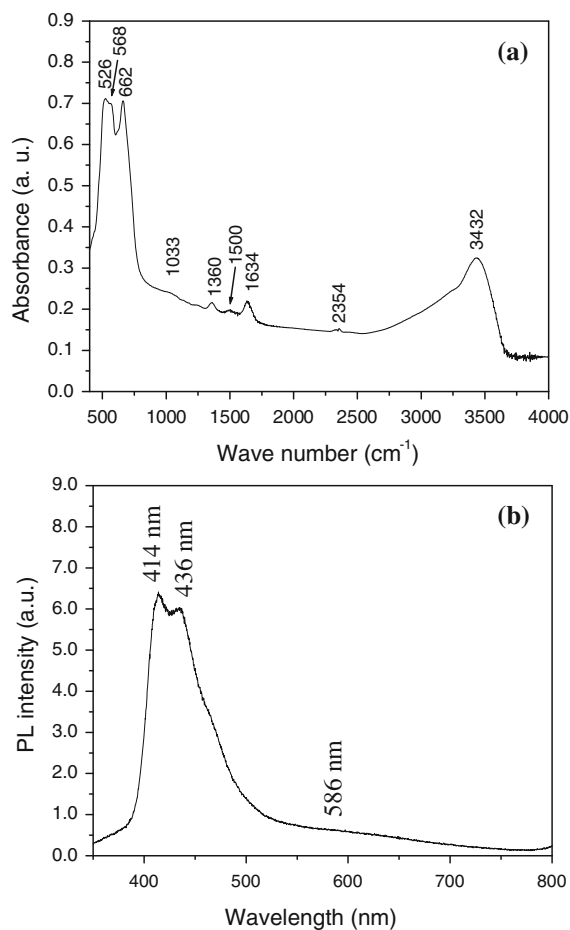 (a)
526
568
662
1033
1360
1500
1634
2354
3432
0.9
0.8
0.7
0.6
0.5
0.4
0.3
0.2
0.1
0.0
Absorbance (a. u.)
500 1000 1500 2000 2500 3000 3500 4000
Wave number (cm⁻¹)
(b)
414 nm
436 nm
586 nm
9.0
8.0
7.0
6.0
5.0
4.0
3.0
2.0
1.0
0.0
PL intensity (a.u.)
400 500 600 700 800
Wavelength (nm)